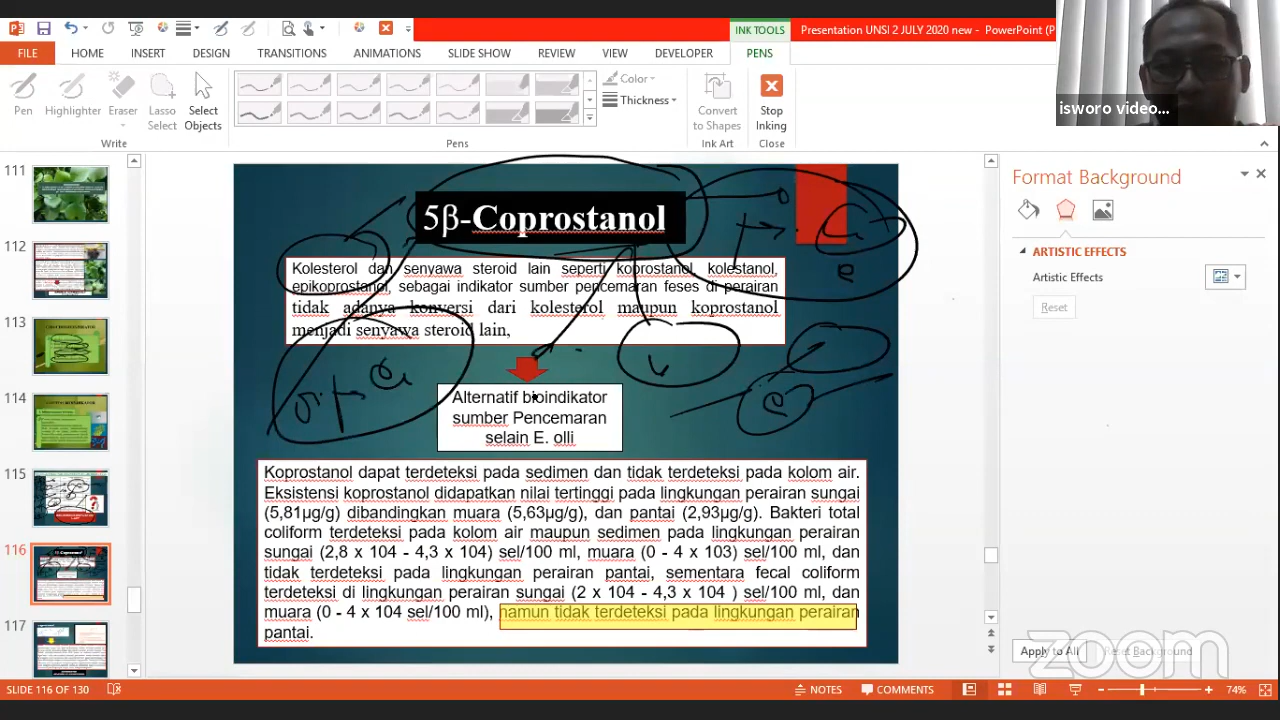 INK TOOLS
Presentation UNSI 2 JULY 2020 new - PowerPoint (P
FILE HOME INSERT DESIGN TRANSITIONS ANIMATIONS SLIDE SHOW REVIEW VIEW DEVELOPER PENS
isworo video...
Pen Highlighter Eraser Lasso Select Select Objects
Color
Thickness
Convert to Shapes
Stop Inking
Write Pens Ink Art Close
111
112
113
114
115
116
117
5β-Coprostanol
Kolesterol dan senyawa steroid lain seperti koprostanol, kolestanol,
epikoprostanol, sebagai indikator sumber pencemaran feses di perairan
tidak adanya konversi dari kolesterol maupun koprostanol
menjadi senyawa steroid lain,
Alternatif bioindikator
sumber Pencemaran
selain E. olli
Koprostanol dapat terdeteksi pada sedimen dan tidak terdeteksi pada kolom air.
Eksistensi koprostanol didapatkan nilai tertinggi pada lingkungan perairan sungai
(5,81µg/g) dibandingkan muara (5,63µg/g), dan pantai (2,93µg/g). Bakteri total
coliform terdeteksi pada kolom air maupun sedimen pada lingkungan perairan
sungai (2,8 x 104 - 4,3 x 104) sel/100 ml, muara (0 - 4 x 103) sel/100 ml, dan
tidak terdeteksi pada lingkungan perairan pantai, sementara fecal coliform
terdeteksi di lingkungan perairan sungai (2 x 104 - 4,3 x 104 ) sel/100 ml, dan
muara (0 - 4 x 104 sel/100 ml), namun tidak terdeteksi pada lingkungan perairan
pantai.
Format Background
ARTISTIC EFFECTS
Artistic Effects
Reset
Apply to All Reset Background
zoom
SLIDE 116 OF 130
NOTES COMMENTS 74%